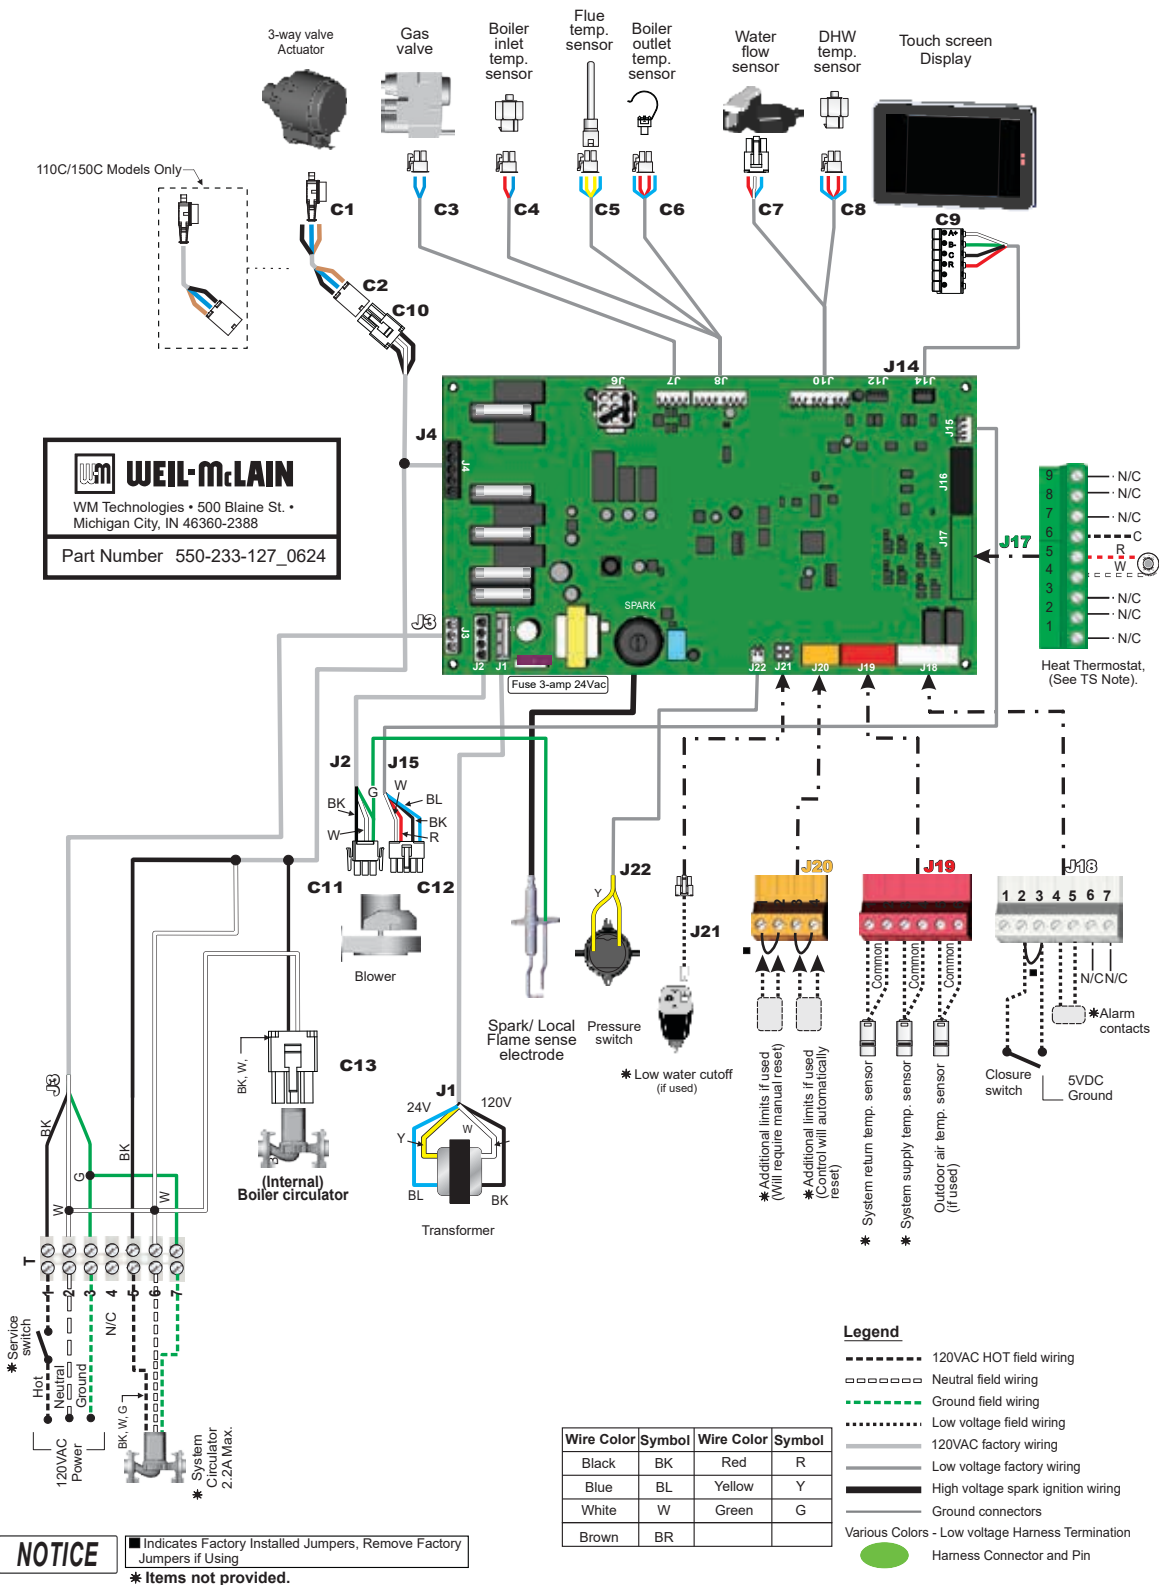 3-way valve
Actuator
Gas
valve
Boiler
inlet
temp.
sensor
Flue
temp.
sensor
Boiler
outlet
temp.
sensor
Water
flow
sensor
DHW
temp.
sensor
Touch screen
Display
110C/150C Models Only
C1
C2
C10
C3
C4
C5
C6
C7
C8
C9
A+
B-
C
R
J14
J6
J7
J8
J10
J12
J14
J15
J16
J17
J4
J4
WEIL-McLAIN
WM Technologies • 500 Blaine St. •
Michigan City, IN 46360-2388
Part Number 550-233-127_0624
J3
J3
J2
J1
SPARK
Fuse 3-amp 24Vac
J22
J21
J20
J19
J18
J17
9
8
7
6
5
4
3
2
1
N/C
N/C
N/C
C
R
W
N/C
N/C
N/C
Heat Thermostat,
(See TS Note).
J2
J15
G
W
BL
BK
BK
W
R
C11
C12
Blower
J22
Y
Spark/ Local
Flame sense
electrode
Pressure
switch
J21
✱ Low water cutoff
(if used)
J20
2
✱ Additional limits if used
(Will require manual reset)
✱ Additional limits if used
(Control will automatically
reset)
J19
Common
Common
Common
✱ System return temp. sensor
✱ System supply temp. sensor
Outdoor air temp. sensor
(if used)
✱
J18
1 2 3 4 5 6 7
N/C N/C
✱ Alarm
contacts
Closure
switch
5VDC
Ground
BK, W,
C13
(Internal)
Boiler circulator
J1
24V
120V
Y
W
BL
BK
Transformer
J3
BK
G
W
BK
W
T
1 2 3 4 5 6 7
N/C
✱ Service
switch
Hot
Neutral
Ground
120VAC
Power
BK, W, G
✱ System
Circulator
2.2A Max.
Legend
120VAC HOT field wiring
Neutral field wiring
Ground field wiring
Low voltage field wiring
120VAC factory wiring
Low voltage factory wiring
High voltage spark ignition wiring
Ground connectors
Various Colors - Low voltage Harness Termination
Harness Connector and Pin
Wire Color Symbol Wire Color Symbol
Black BK Red R
Blue BL Yellow Y
White W Green G
Brown BR
NOTICE
■ Indicates Factory Installed Jumpers, Remove Factory
Jumpers if Using
✱ Items not provided.